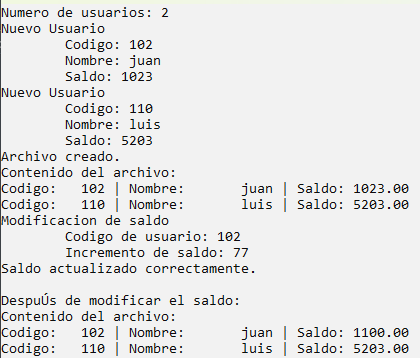 Numero de usuarios: 2
Nuevo Usuario
        Codigo: 102
        Nombre: juan
        Saldo: 1023
Nuevo Usuario
        Codigo: 110
        Nombre: luis
        Saldo: 5203
Archivo creado.
Contenido del archivo:
Codigo:   102 | Nombre:       juan | Saldo: 1023.00
Codigo:   110 | Nombre:       luis | Saldo: 5203.00
Modificacion de saldo
        Codigo de usuario: 102
        Incremento de saldo: 77
Saldo actualizado correctamente.

DespuÚs de modificar el saldo:
Contenido del archivo:
Codigo:   102 | Nombre:       juan | Saldo: 1100.00
Codigo:   110 | Nombre:       luis | Saldo: 5203.00